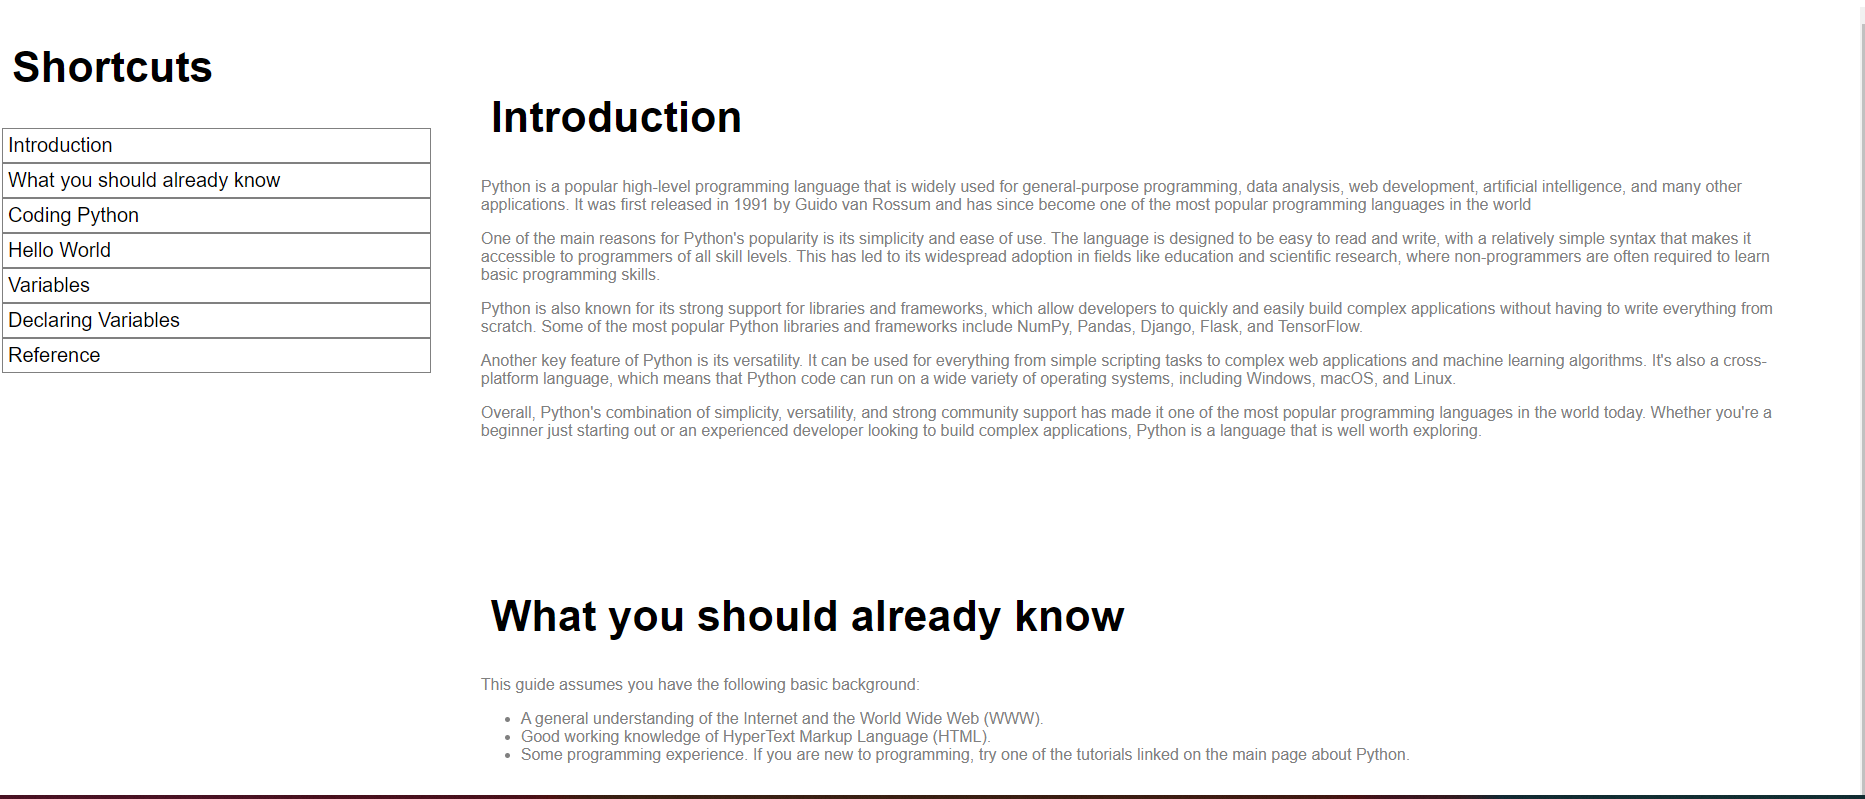 Shortcuts
Introduction
What you should already know
Coding Python
Hello World
Variables
Declaring Variables
Reference
Introduction
Python is a popular high-level programming language that is widely used for general-purpose programming, data analysis, web development, artificial intelligence, and many other
applications. It was first released in 1991 by Guido van Rossum and has since become one of the most popular programming languages in the world
One of the main reasons for Python's popularity is its simplicity and ease of use. The language is designed to be easy to read and write, with a relatively simple syntax that makes it
accessible to programmers of all skill levels. This has led to its widespread adoption in fields like education and scientific research, where non-programmers are often required to learn
basic programming skills.
Python is also known for its strong support for libraries and frameworks, which allow developers to quickly and easily build complex applications without having to write everything from
scratch. Some of the most popular Python libraries and frameworks include NumPy, Pandas, Django, Flask, and TensorFlow.
Another key feature of Python is its versatility. It can be used for everything from simple scripting tasks to complex web applications and machine learning algorithms. It's also a cross-
platform language, which means that Python code can run on a wide variety of operating systems, including Windows, macOS, and Linux.
Overall, Python's combination of simplicity, versatility, and strong community support has made it one of the most popular programming languages in the world today. Whether you're a
beginner just starting out or an experienced developer looking to build complex applications, Python is a language that is well worth exploring.
What you should already know
This guide assumes you have the following basic background:
• A general understanding of the Internet and the World Wide Web (WWW).
• Good working knowledge of HyperText Markup Language (HTML).
• Some programming experience. If you are new to programming, try one of the tutorials linked on the main page about Python.